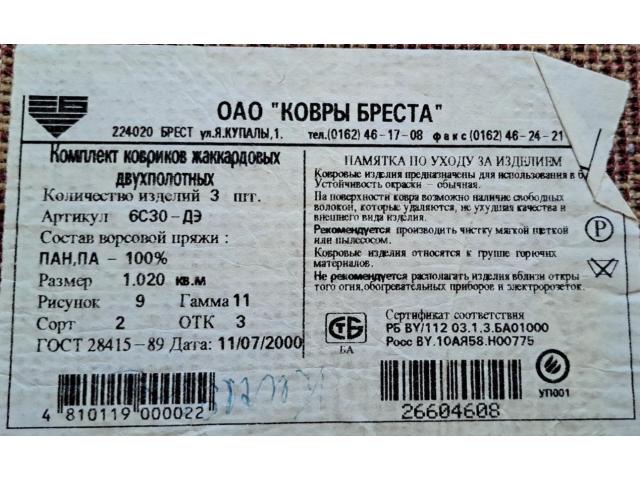 ОАО "КОВРЫ БРЕСТА"
224020 БРЕСТ ул.Я.КУПАЛЫ,1. тел.(0162) 46-17-08 факс(0162) 46-24-21
Комплект ковриков жаккардовых
двухполотных
Количество изделий 3 шт.
Артикул 6С30-ДЭ
Состав ворсовой пряжи :
ПАН,ПА - 100%
Размер 1.020 кв.м
Рисунок 9 Гамма 11
Сорт 2 ОТК 3
ГОСТ 28415-89 Дата: 11/07/2000
4 810119 000022
ПАМЯТКА ПО УХОДУ ЗА ИЗДЕЛИЕМ
Ковровые изделия предназначены для использования в б
Устойчивость окраски - обычная.
На поверхности ковра возможно наличие свободных
волокон, которые удаляются, не ухудшая качества и
внешнего вида изделия.
Рекомендуется производить чистку мягкой щеткой
или пылесосом.
Ковровые изделия относятся к группе горючих
материалов.
Не рекомендуется располагать изделия вблизи откры
того огня,обогревательных приборов и электророзеток.
P
СТБ
БА
Сертификат соответствия
РБ BY/112 03.1.3.БА01000
Росс BY.10АЯ58.Н00775
УП001
26604608